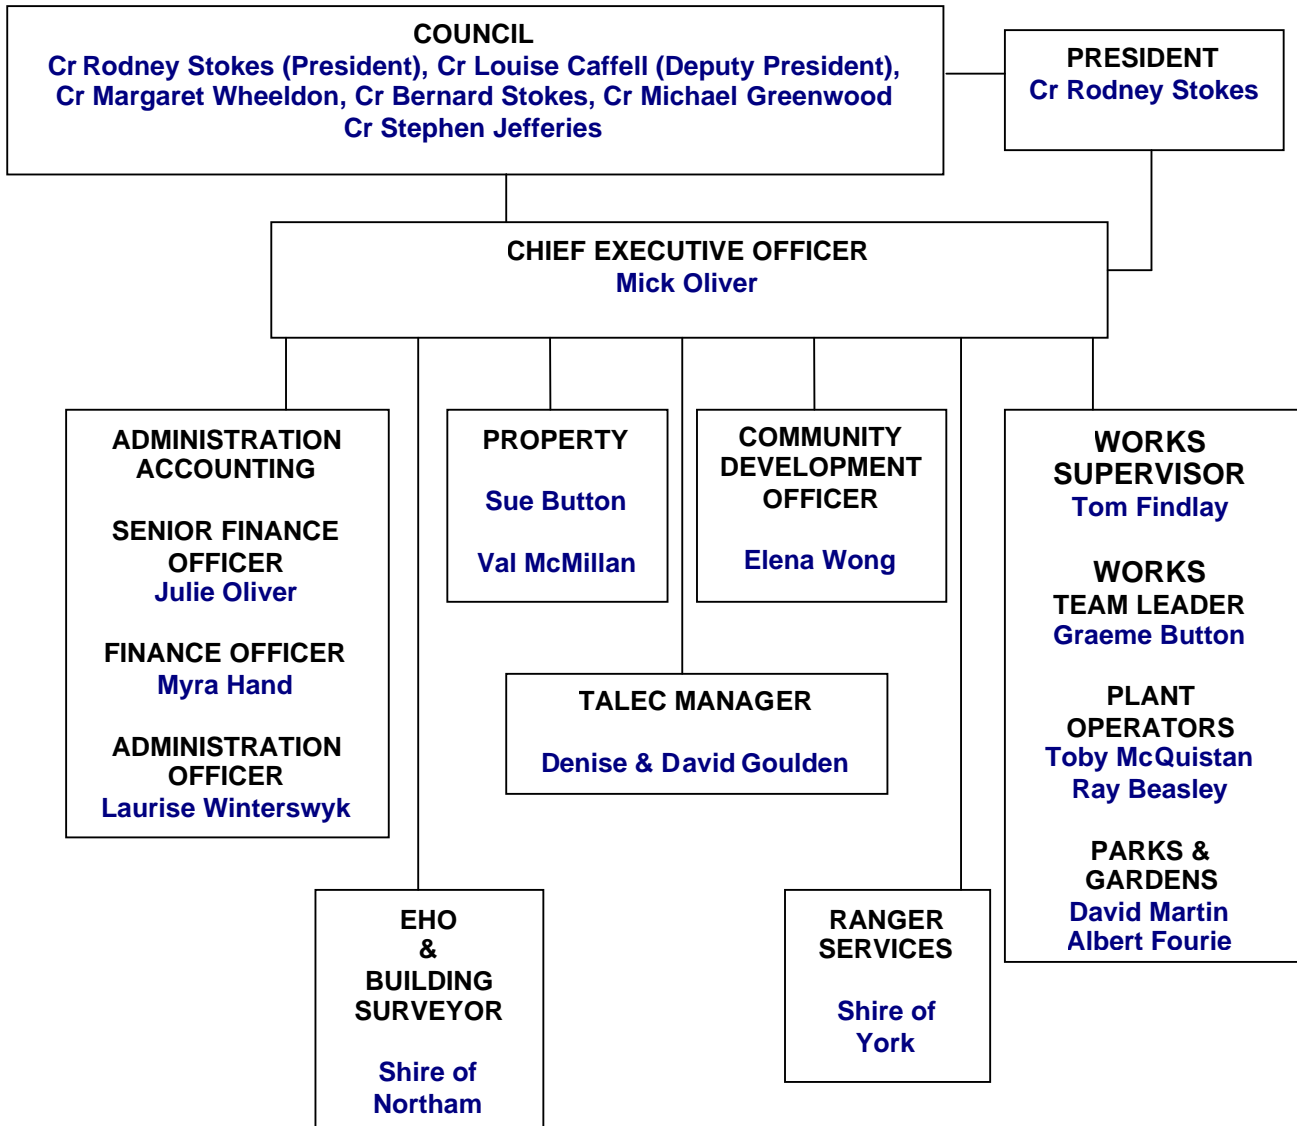 COUNCIL
Cr Rodney Stokes (President), Cr Louise Caffell (Deputy President),
Cr Margaret Wheeldon, Cr Bernard Stokes, Cr Michael Greenwood
Cr Stephen Jefferies
PRESIDENT
Cr Rodney Stokes
CHIEF EXECUTIVE OFFICER
Mick Oliver
ADMINISTRATION
ACCOUNTING
SENIOR FINANCE
OFFICER
Julie Oliver
FINANCE OFFICER
Myra Hand
ADMINISTRATION
OFFICER
Laurise Winterswyk
PROPERTY
Sue Button
Val McMillan
COMMUNITY
DEVELOPMENT
OFFICER
Elena Wong
WORKS
SUPERVISOR
Tom Findlay
WORKS
TEAM LEADER
Graeme Button
PLANT
OPERATORS
Toby McQuistan
Ray Beasley
PARKS &
GARDENS
David Martin
Albert Fourie
TALEC MANAGER
Denise & David Goulden
EHO
&
BUILDING
SURVEYOR
Shire of
Northam
RANGER
SERVICES
Shire of
York